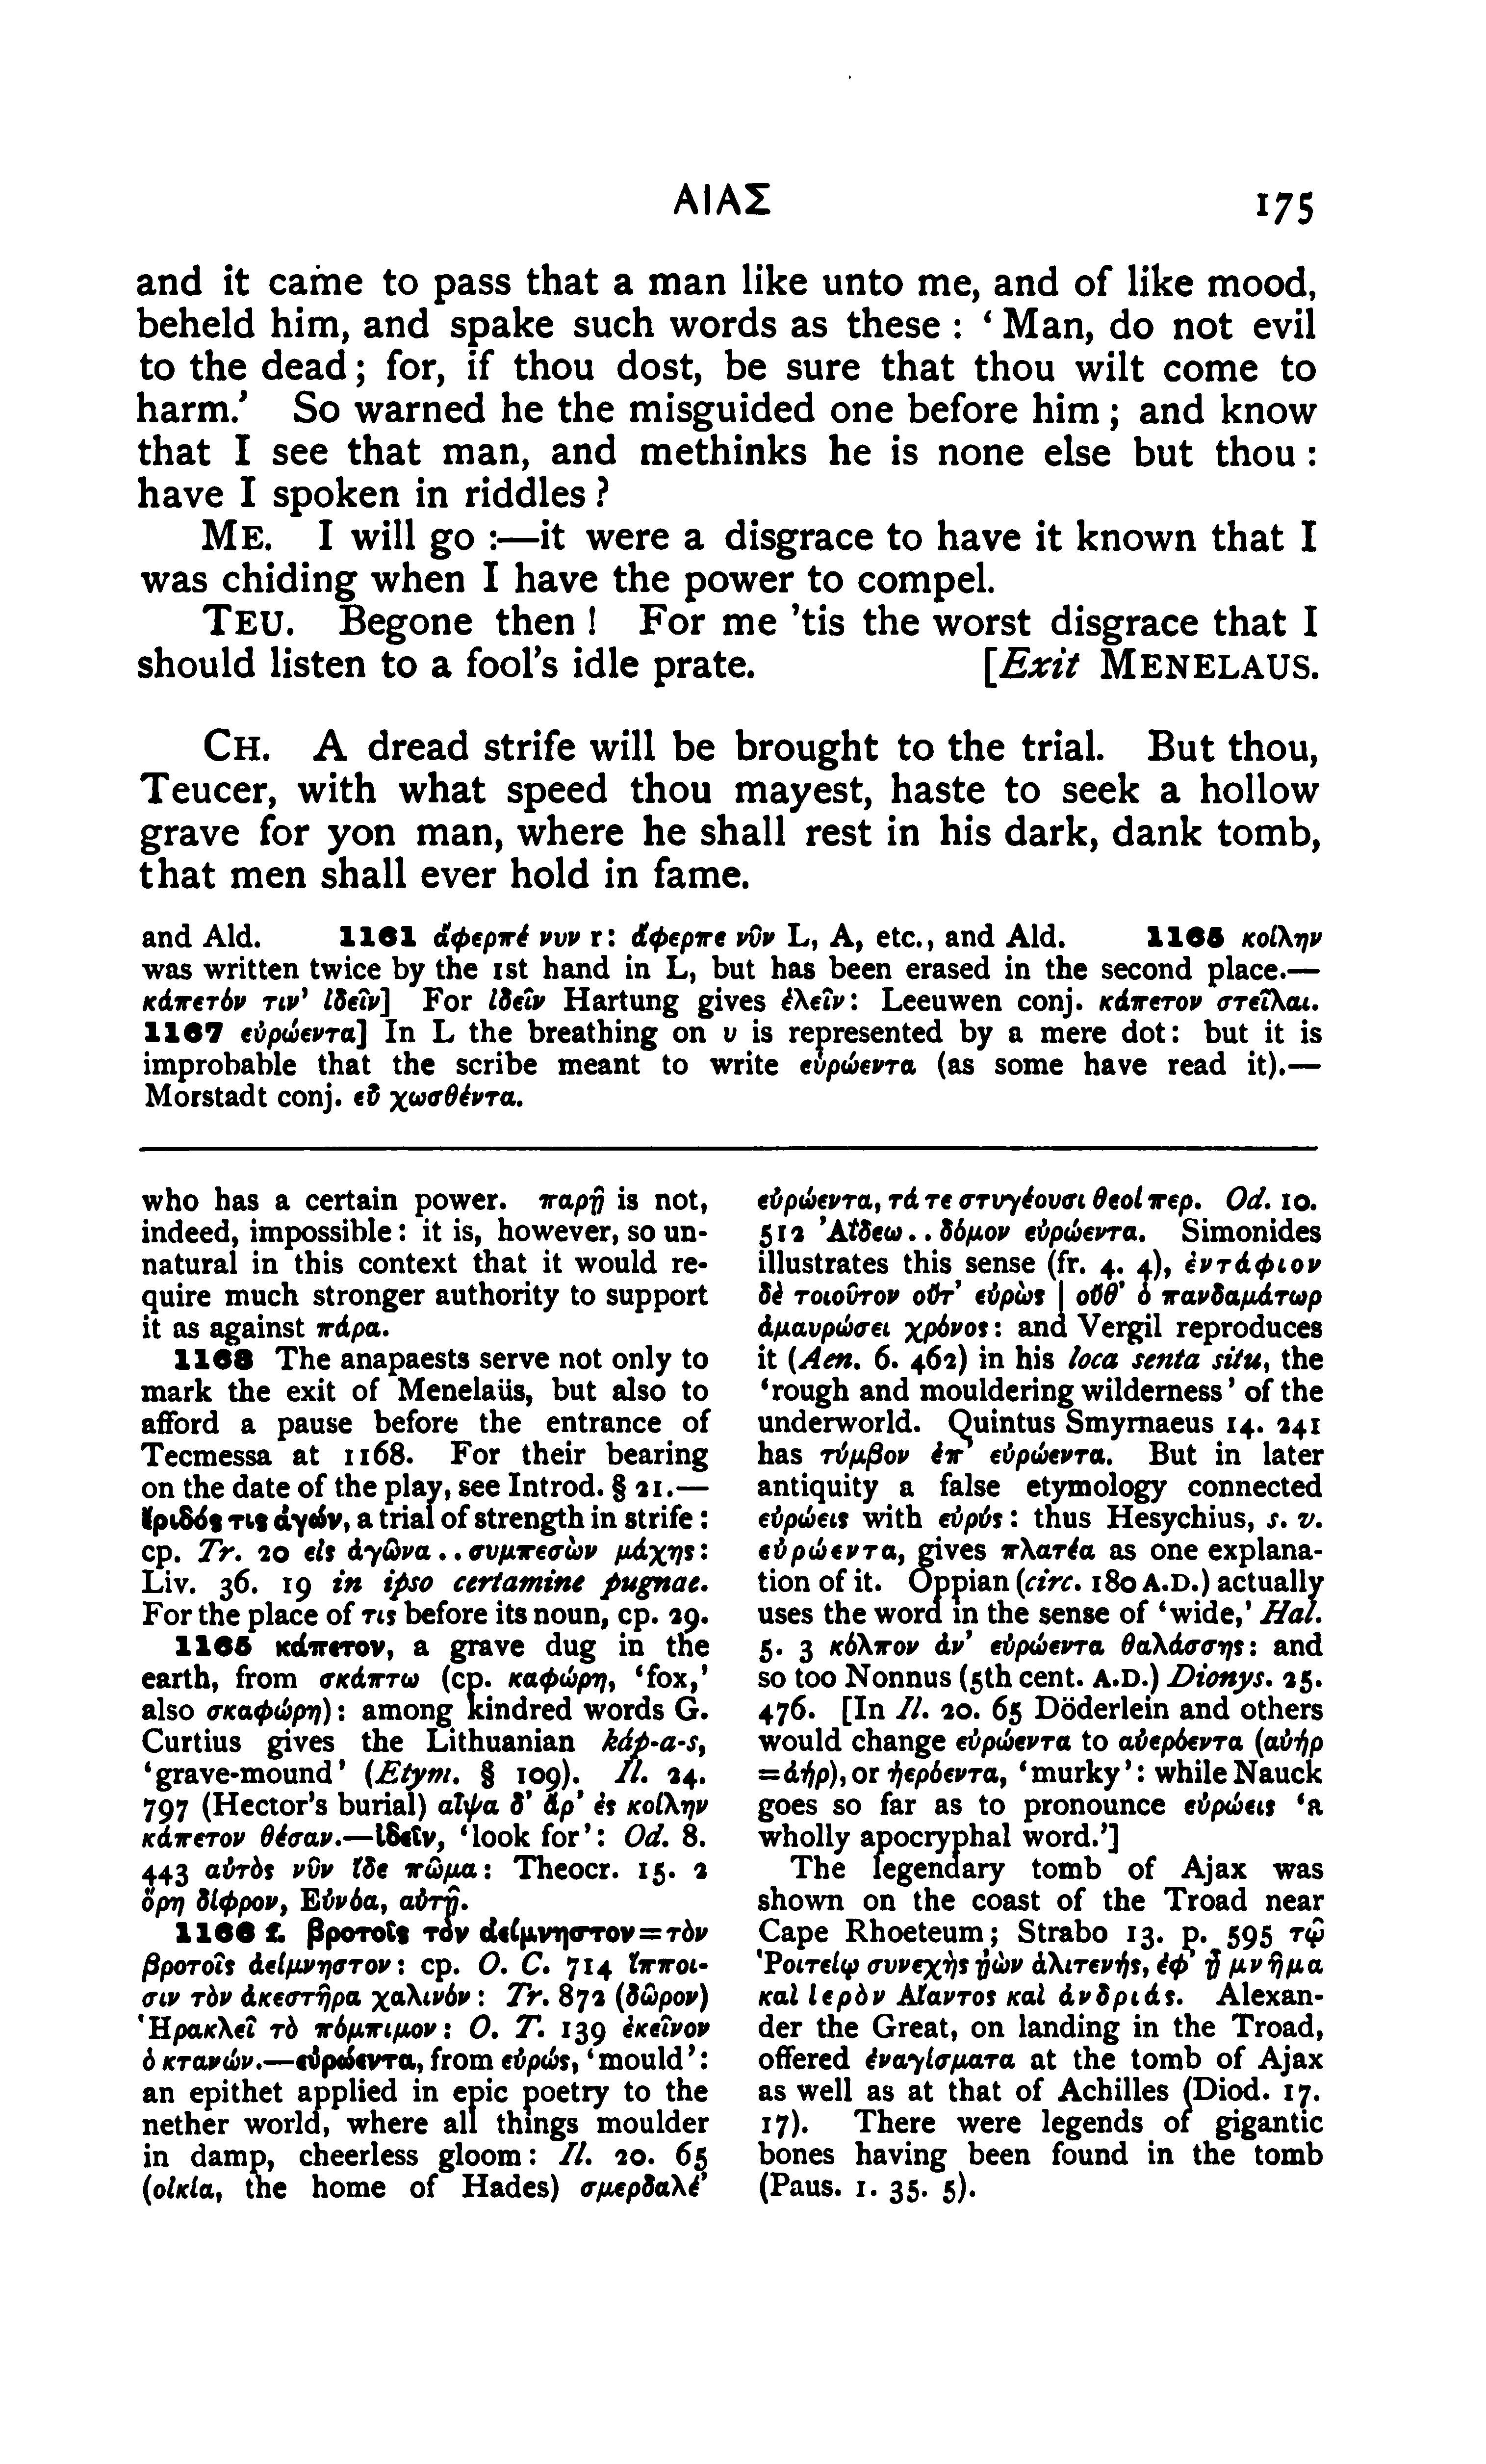 ΑΙΑΣ 175
and it came to pass that a man like unto me, and of like mood,
beheld him, and spake such words as these : ‘ Man, do not evil
to the dead ; for, if thou dost, be sure that thou wilt come to
harm.’ So warned he the misguided one before him ; and know
that I see that man, and methinks he is none else but thou :
have I spoken in riddles ?
ME. I will go :—it were a disgrace to have it known that I
was chiding when I have the power to compel.
TEU. Begone then ! For me ’tis the worst disgrace that I
should listen to a fool’s idle prate. [Exit MENELAUS.
CH. A dread strife will be brought to the trial. But thou,
Teucer, with what speed thou mayest, haste to seek a hollow
grave for yon man, where he shall rest in his dark, dank tomb,
that men shall ever hold in fame.
and Ald. 1161 ἄφερπέ νυν r: ἄφερπε νῦν L, A, etc., and Ald. 1165 κοίλην
was written twice by the 1st hand in L, but has been erased in the second place.—
κάπετόν τιν’ ἰδεῖν] For ἰδεῖν Hartung gives ἑλεῖν: Leeuwen conj. κάπετον στεῖλαι.
1167 εὐρώεντα] In L the breathing on υ is represented by a mere dot: but it is
improbable that the scribe meant to write εὑρώεντα (as some have read it).—
Morstadt conj. εὖ χωσθέντα.
who has a certain power. παρῇ is not,
indeed, impossible: it is, however, so un-
natural in this context that it would re-
quire much stronger authority to support
it as against πάρα.
1163 The anapaests serve not only to
mark the exit of Menelaüs, but also to
afford a pause before the entrance of
Tecmessa at 1168. For their bearing
on the date of the play, see Introd. § 21.—
ἔριδός τις ἀγών, a trial of strength in strife:
cp. Tr. 20 εἰς ἀγῶνα . . συμπεσὼν μάχης:
Liv. 36. 19 in ipso certamine pugnae.
For the place of τις before its noun, cp. 29.
1165 κάπετον, a grave dug in the
earth, from σκάπτω (cp. καφώρη, ‘fox,’
also σκαφώρη): among kindred words G.
Curtius gives the Lithuanian káp-a-s,
‘grave-mound’ (Etym. § 109). Il. 24.
797 (Hector’s burial) αἶψα δ’ ἄρ’ ἐς κοίλην
κάπετον θέσαν.—ἰδεῖν, ‘look for’: Od. 8.
443 αὐτὸς νῦν ἴδε πῶμα: Theocr. 15. 2
ὅρη δίφρον, Εὐνόα, αὐτῇ.
1166 f. βροτοῖς τὸν ἀείμνηστον=τὸν
βροτοῖς ἀείμνηστον: cp. O. C. 714 ἵπποι-
σιν τὸν ἀκεστῆρα χαλινόν: Tr. 872 (δῶρον)
Ἡρακλεῖ τὸ πόμπιμον: O. T. 139 ἐκεῖνον
ὁ κτανών.—εὐρώεντα, from εὐρώς, ‘mould’:
an epithet applied in epic poetry to the
nether world, where all things moulder
in damp, cheerless gloom: Il. 20. 65
(οἰκία, the home of Hades) σμερδαλέ’
εὐρώεντα, τά τε στυγέουσι θεοί περ. Od. 10.
512 Ἀΐδεω . . δόμον εὐρώεντα. Simonides
illustrates this sense (fr. 4. 4), ἐντάφιον
δὲ τοιοῦτον οὔτ’ εὐρὼς | οὔθ’ ὁ πανδαμάτωρ
ἀμαυρώσει χρόνος: and Vergil reproduces
it (Aen. 6. 462) in his loca senta situ, the
‘rough and mouldering wilderness’ of the
underworld. Quintus Smyrnaeus 14. 241
has τύμβον ἐπ’ εὐρώεντα. But in later
antiquity a false etymology connected
εὐρώεις with εὐρύς: thus Hesychius, s. v.
εὐρώεντα, gives πλατέα as one explana-
tion of it. Oppian (circ. 180 A.D.) actually
uses the word in the sense of ‘wide,’ Hal.
5. 3 κόλπον ἀν’ εὐρώεντα θαλάσσης: and
so too Nonnus (5th cent. A.D.) Dionys. 25.
476. [In Il. 20. 65 Döderlein and others
would change εὐρώεντα to αὐερόεντα (αὐήρ
=ἀήρ), or ἠερόεντα, ‘murky’: while Nauck
goes so far as to pronounce εὐρώεις ‘a
wholly apocryphal word.’]
The legendary tomb of Ajax was
shown on the coast of the Troad near
Cape Rhoeteum; Strabo 13. p. 595 τῷ
Ῥοιτείῳ συνεχὴς ᾐὼν ἁλιτενής, ἐφ’ ᾗ μνῆμα
καὶ ἱερὸν Αἴαντος καὶ ἀνδριάς. Alexan-
der the Great, on landing in the Troad,
offered ἐναγίσματα at the tomb of Ajax
as well as at that of Achilles (Diod. 17.
17). There were legends of gigantic
bones having been found in the tomb
(Paus. 1. 35. 5).